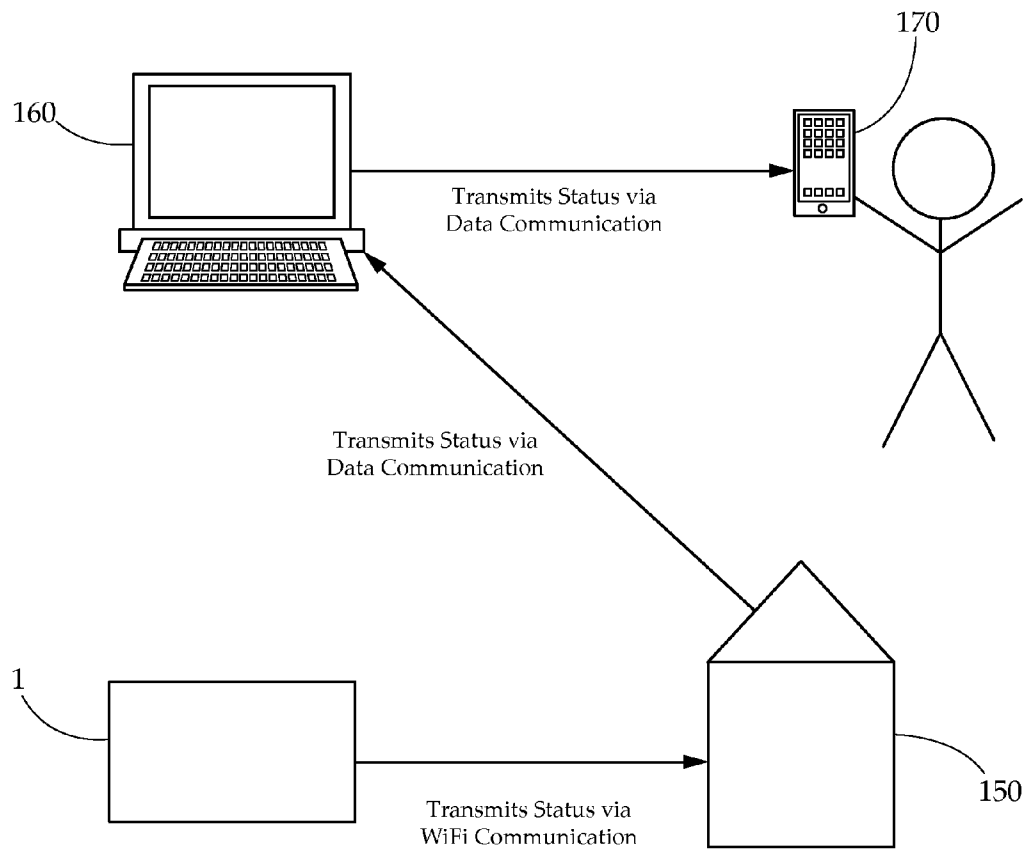 170
160
Transmits Status via
Data Communication
Transmits Status via
Data Communication
1
150
Transmits Status via
WiFi Communication